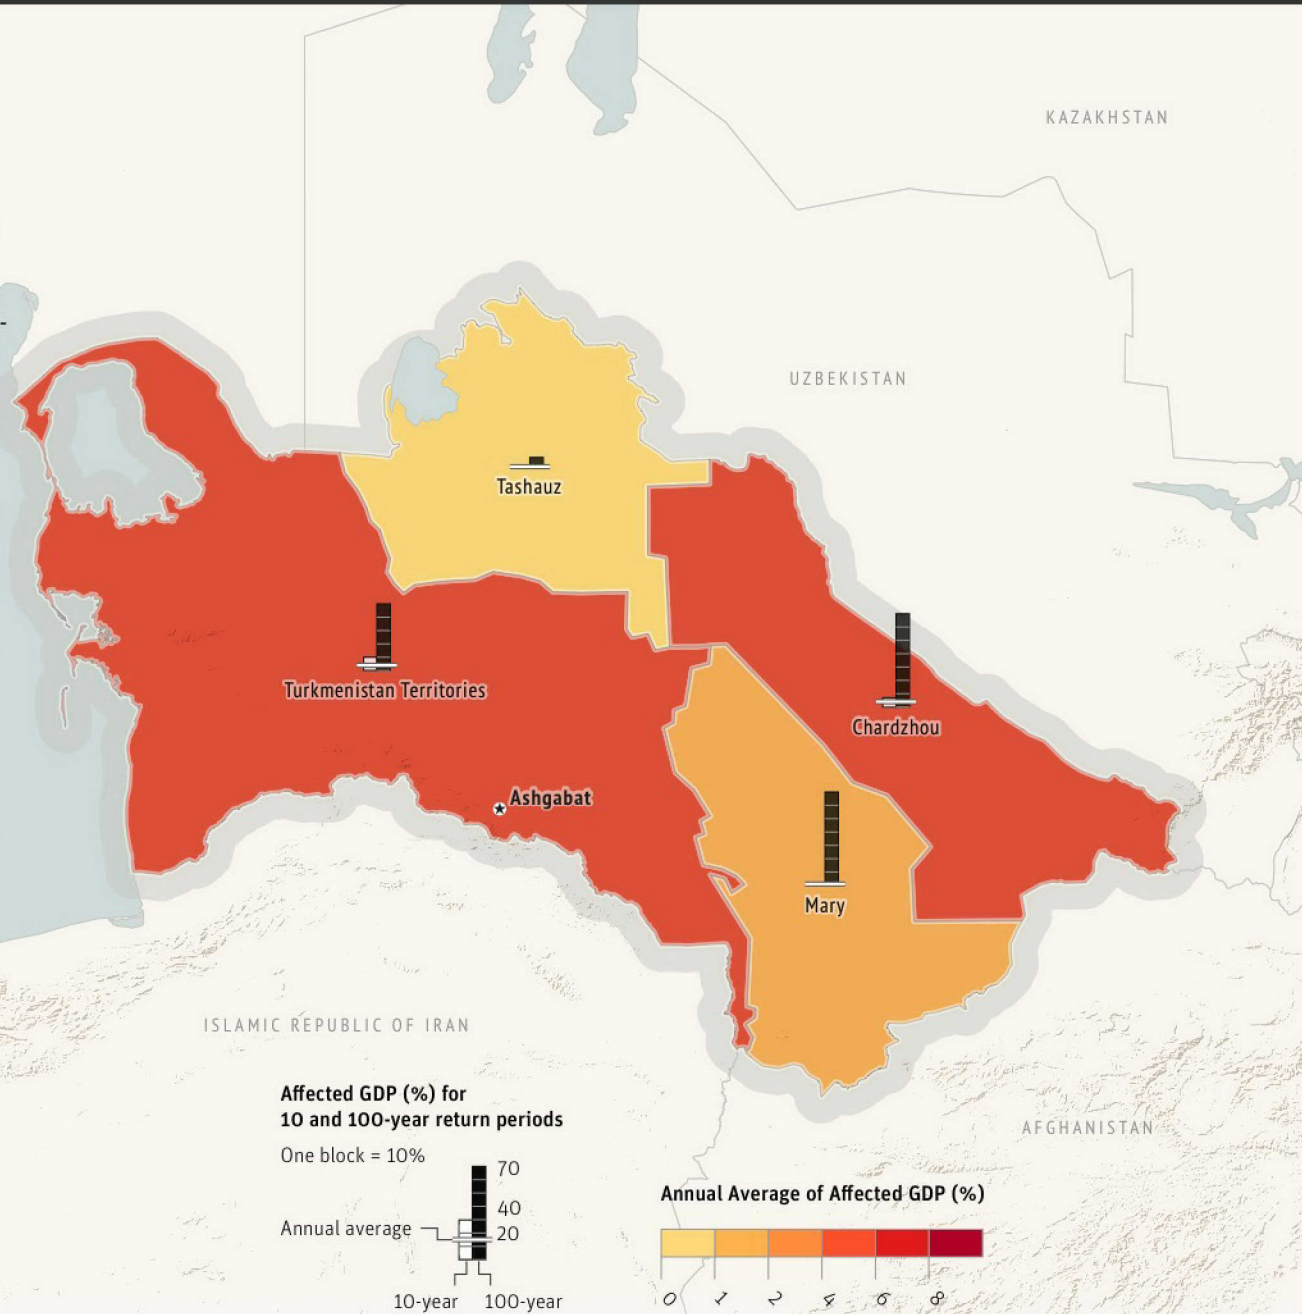 KAZAKHSTAN
UZBEKISTAN
Tashauz
Turkmenistan Territories
Chardzhou
Ashgabat
Mary
ISLAMIC REPUBLIC OF IRAN
AFGHANISTAN
Affected GDP (%) for
10 and 100-year return periods
One block = 10%
70
40
20
Annual average
10-year 100-year
Annual Average of Affected GDP (%)
0 1 2 4 6 8